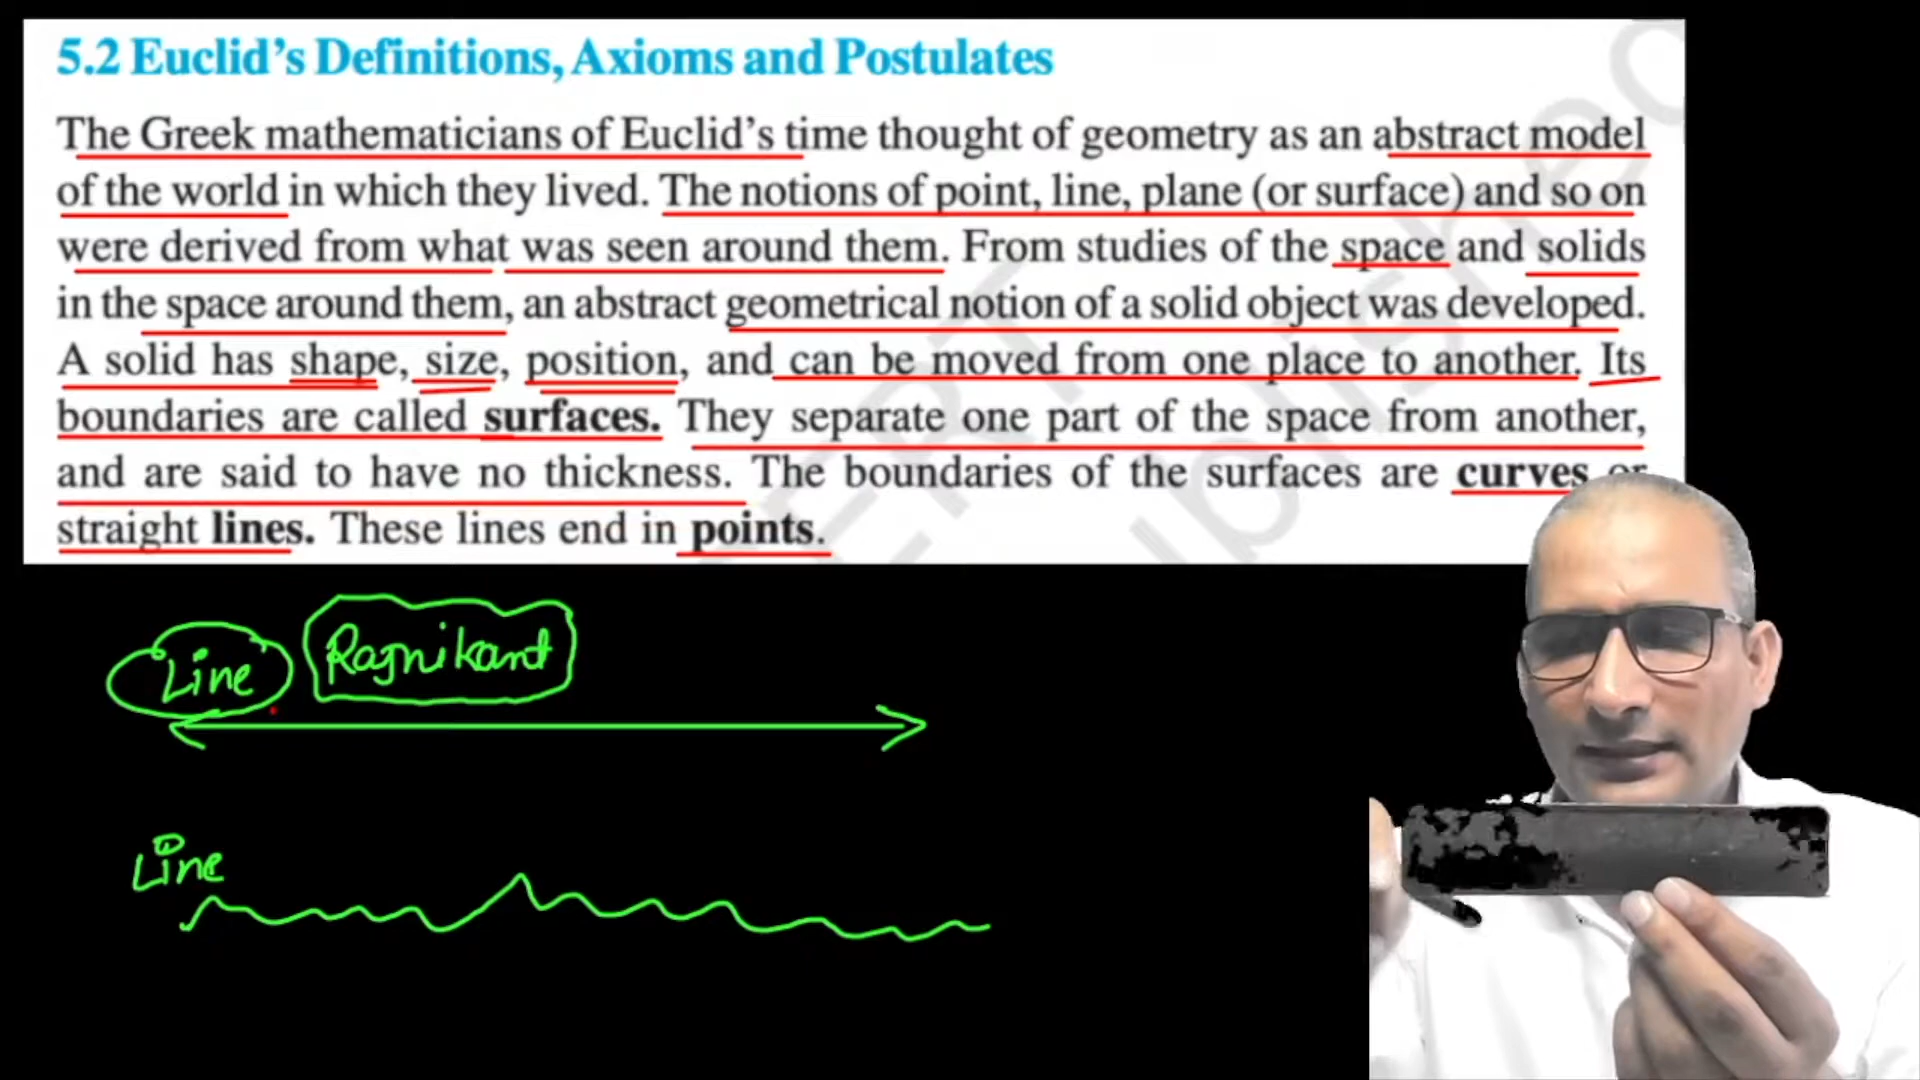 5.2 Euclid's Definitions, Axioms and Postulates
The Greek mathematicians of Euclid's time thought of geometry as an abstract model
of the world in which they lived. The notions of point, line, plane (or surface) and so on
were derived from what was seen around them. From studies of the space and solids
in the space around them, an abstract geometrical notion of a solid object was developed.
A solid has shape, size, position, and can be moved from one place to another. Its
boundaries are called surfaces. They separate one part of the space from another,
and are said to have no thickness. The boundaries of the surfaces are curves or
straight lines. These lines end in points.
Line Rajnikant
Line